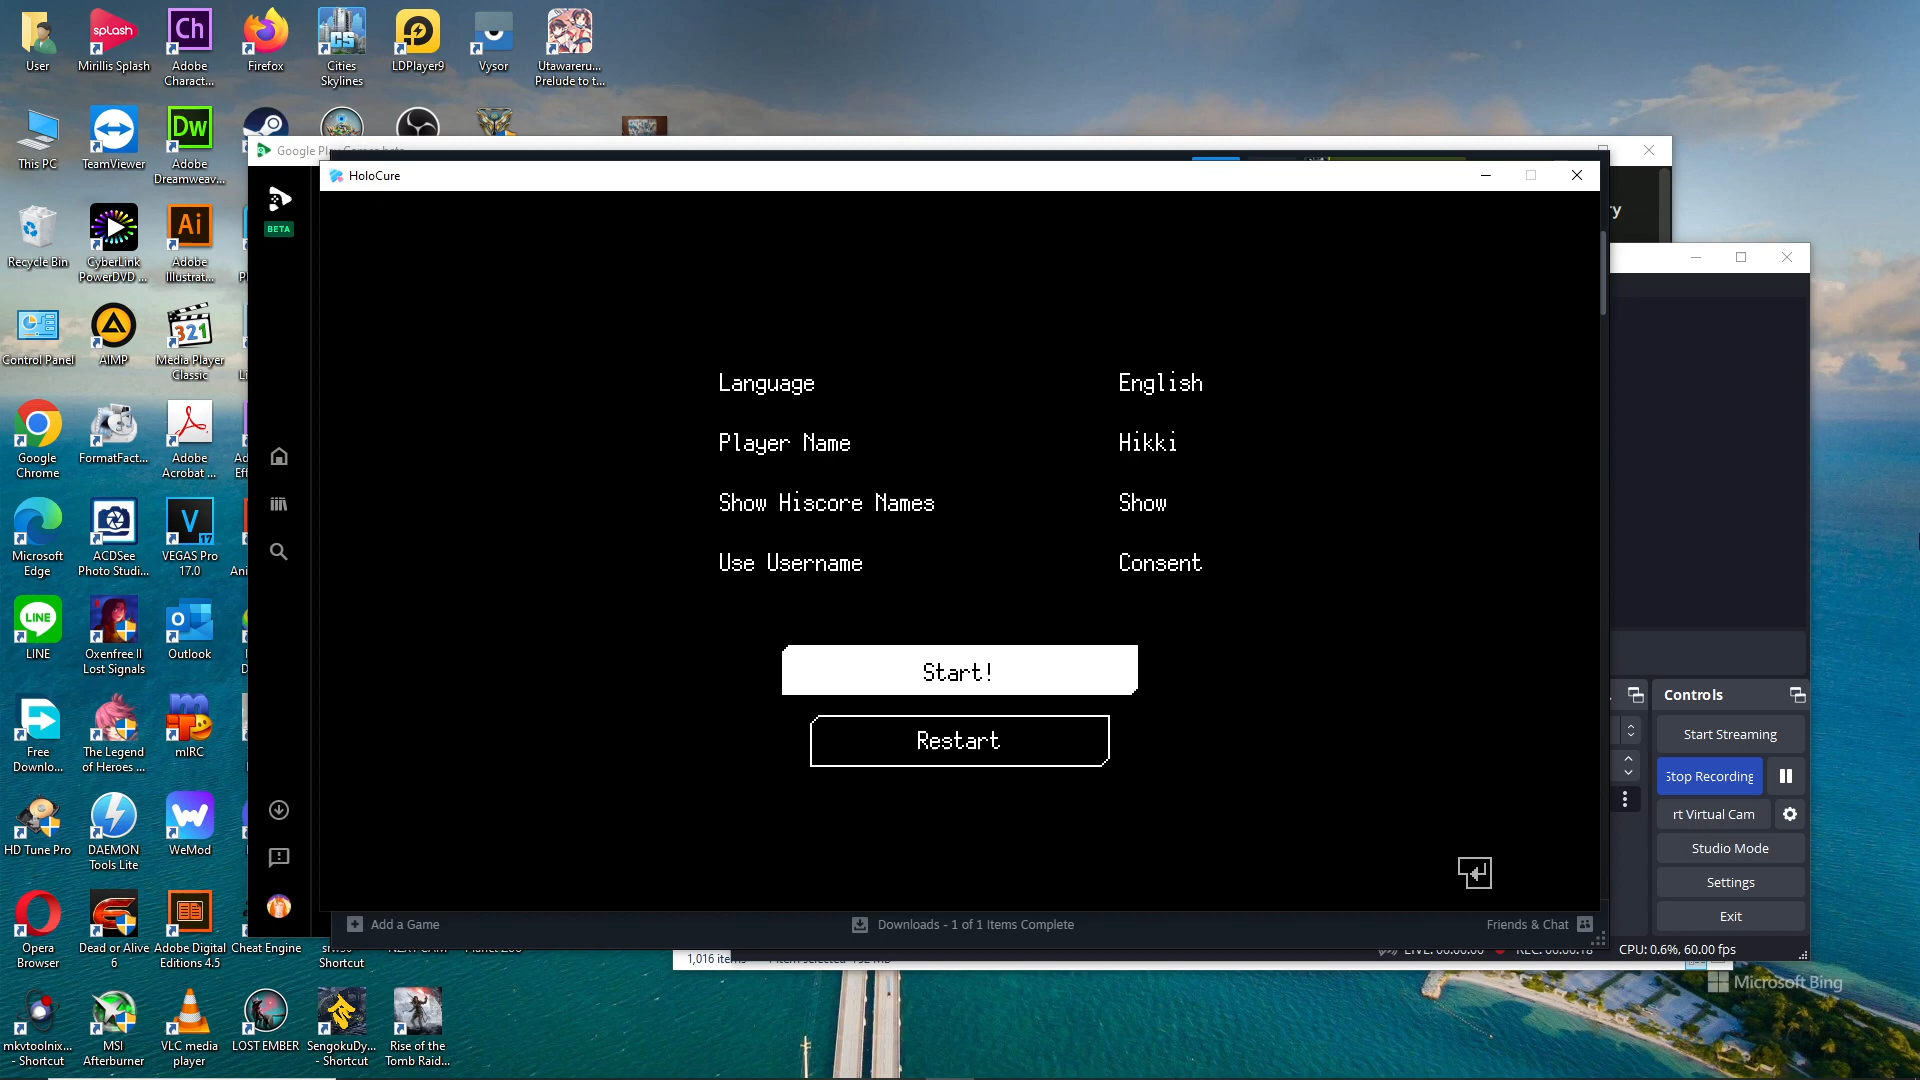 User
Mirillis Splash
Adobe
Charact...
Firefox
Cities
Skylines
LDPlayer9
Vysor
Utawareru...
Prelude to t...
This PC
TeamViewer
Adobe
Dreamweav...
Recycle Bin
CyberLink
PowerDVD ...
Adobe
Illustrat...
Control Panel
AIMP
Media Player
Classic
Google
Chrome
FormatFact...
Adobe
Acrobat ...
Microsoft
Edge
ACDSee
Photo Studi...
VEGAS Pro
17.0
LINE
Oxenfree II
Lost Signals
Outlook
Free
Downlo...
The Legend
of Heroes ...
mIRC
HD Tune Pro
DAEMON
Tools Lite
WeMod
Opera
Browser
Dead or Alive
6
Adobe Digital
Editions 4.5
Cheat Engine
Shortcut
mkvtoolnix...
- Shortcut
MSI
Afterburner
VLC media
player
LOST EMBER
SengokuDy...
- Shortcut
Rise of the
Tomb Raid...
BETA
HoloCure
Language English
Player Name Hikki
Show Hiscore Names Show
Use Username Consent
Start!
Restart
Add a Game
Downloads - 1 of 1 Items Complete
Friends & Chat
Controls
Start Streaming
Stop Recording
rt Virtual Cam
Studio Mode
Settings
Exit
CPU: 0.6%, 60.00 fps
1,016 items
Microsoft Bing